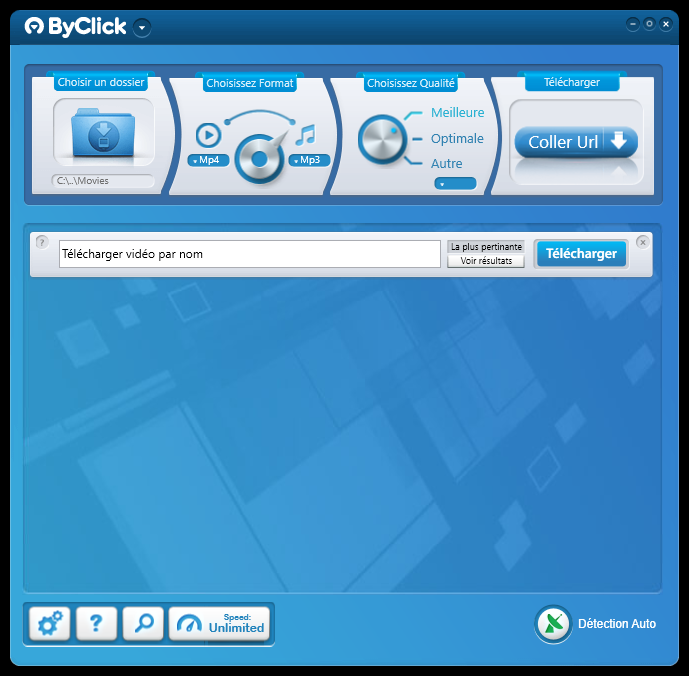 ByClick
Choisir un dossier
Choisissez Format
Choisissez Qualité
Télécharger
C:\..\Movies
Mp4
Mp3
Meilleure
Optimale
Autre
Coller Url
?
Télécharger vidéo par nom
La plus pertinante
Voir résultats
Télécharger
?
Speed:
Unlimited
Détection Auto